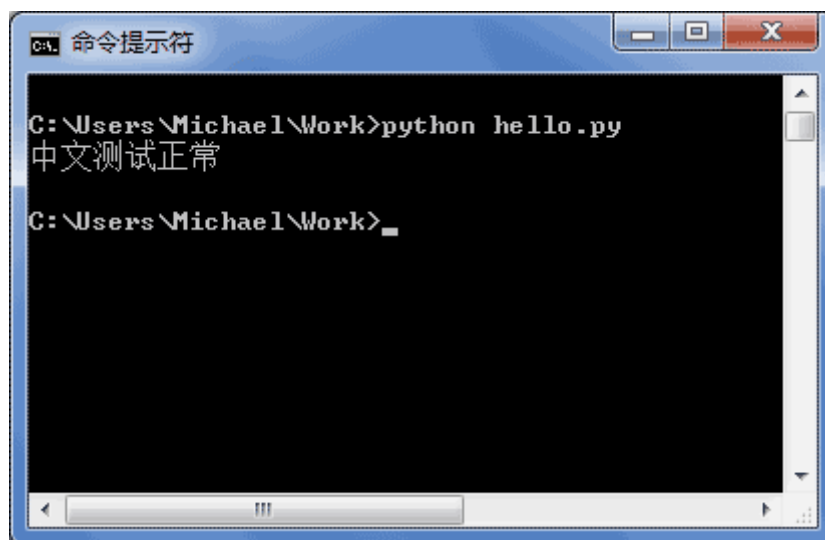 命令提示符
C:\Users\Michael\Work>python hello.py
中文测试正常
C:\Users\Michael\Work>_